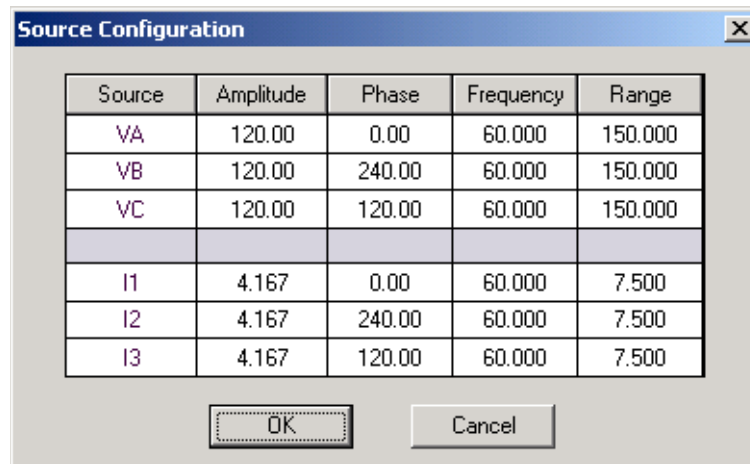 Source Configuration
Source Amplitude Phase Frequency Range
VA 120.00 0.00 60.000 150.000
VB 120.00 240.00 60.000 150.000
VC 120.00 120.00 60.000 150.000
I1 4.167 0.00 60.000 7.500
I2 4.167 240.00 60.000 7.500
I3 4.167 120.00 60.000 7.500
OK Cancel